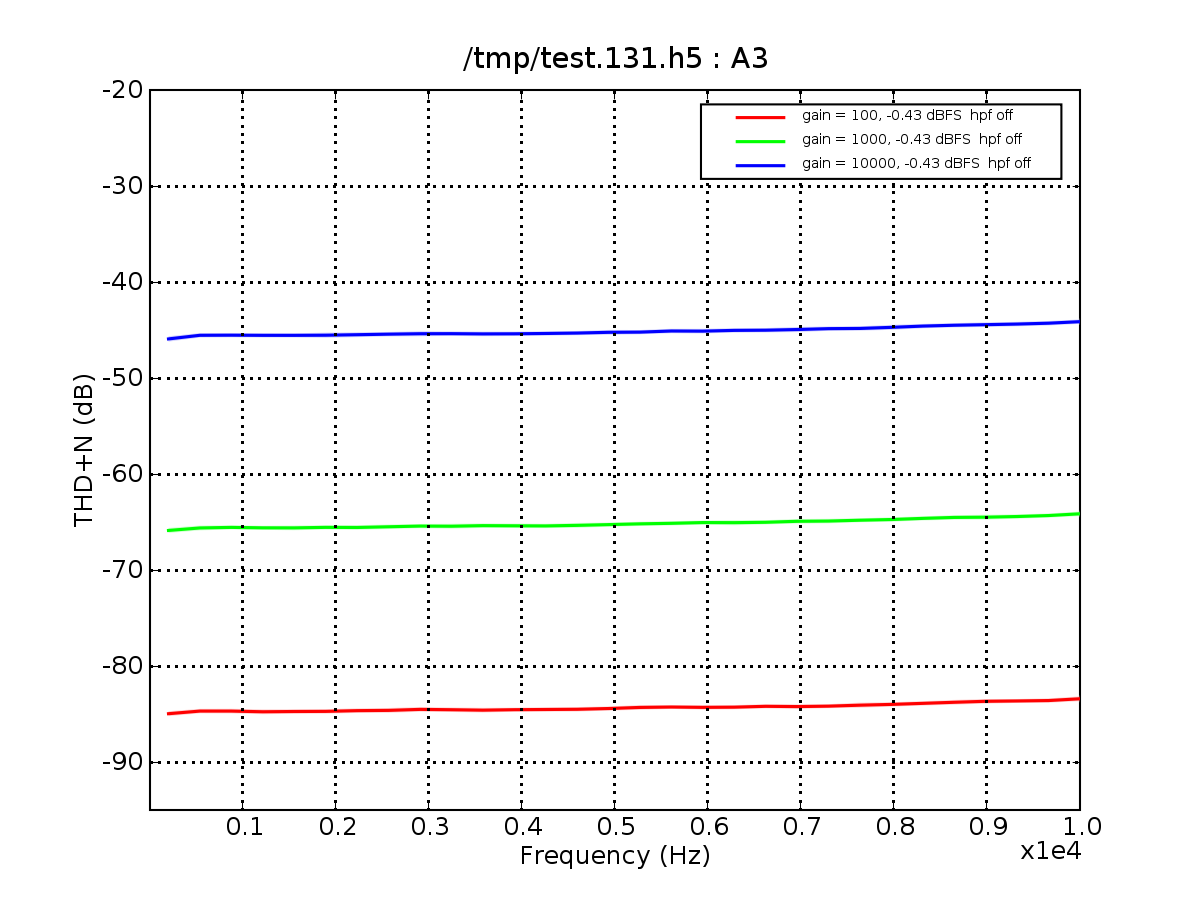 /tmp/test.131.h5 : A3
gain = 100, -0.43 dBFS  hpf off
gain = 1000, -0.43 dBFS  hpf off
gain = 10000, -0.43 dBFS  hpf off
THD+N (dB)
-20
-30
-40
-50
-60
-70
-80
-90
0.1 0.2 0.3 0.4 0.5 0.6 0.7 0.8 0.9 1.0
Frequency (Hz)
x1e4